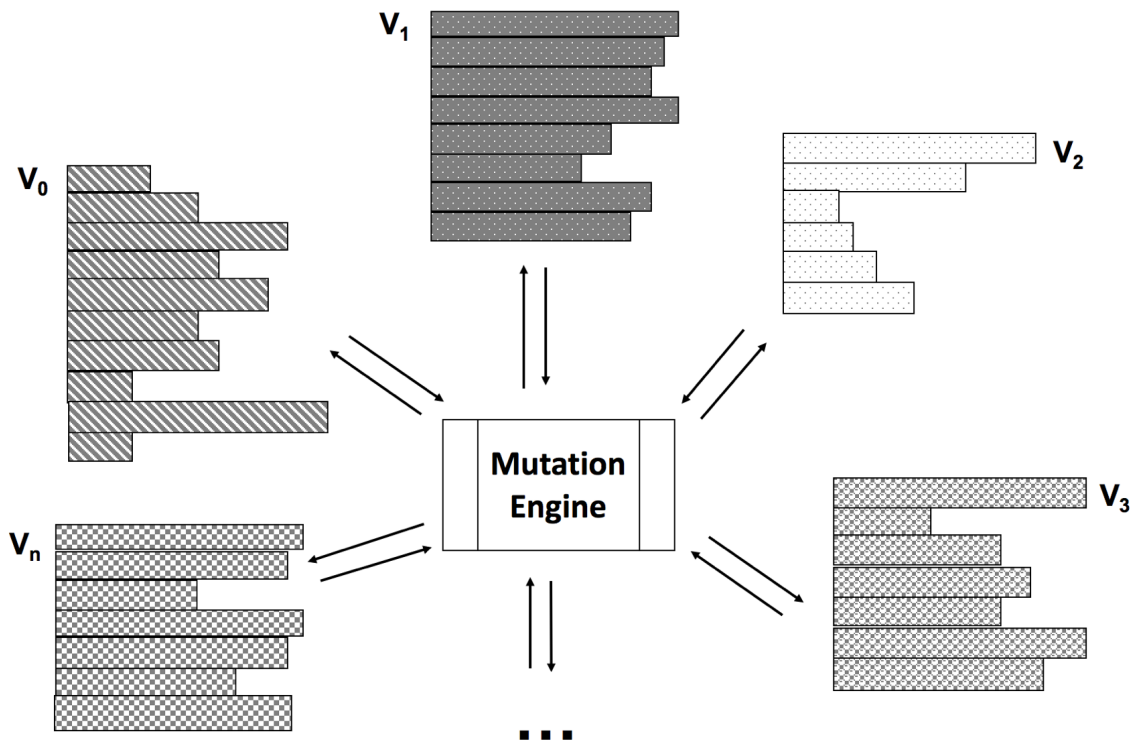 V₁
V₂
V₀
Mutation
Engine
V₃
Vₙ
...